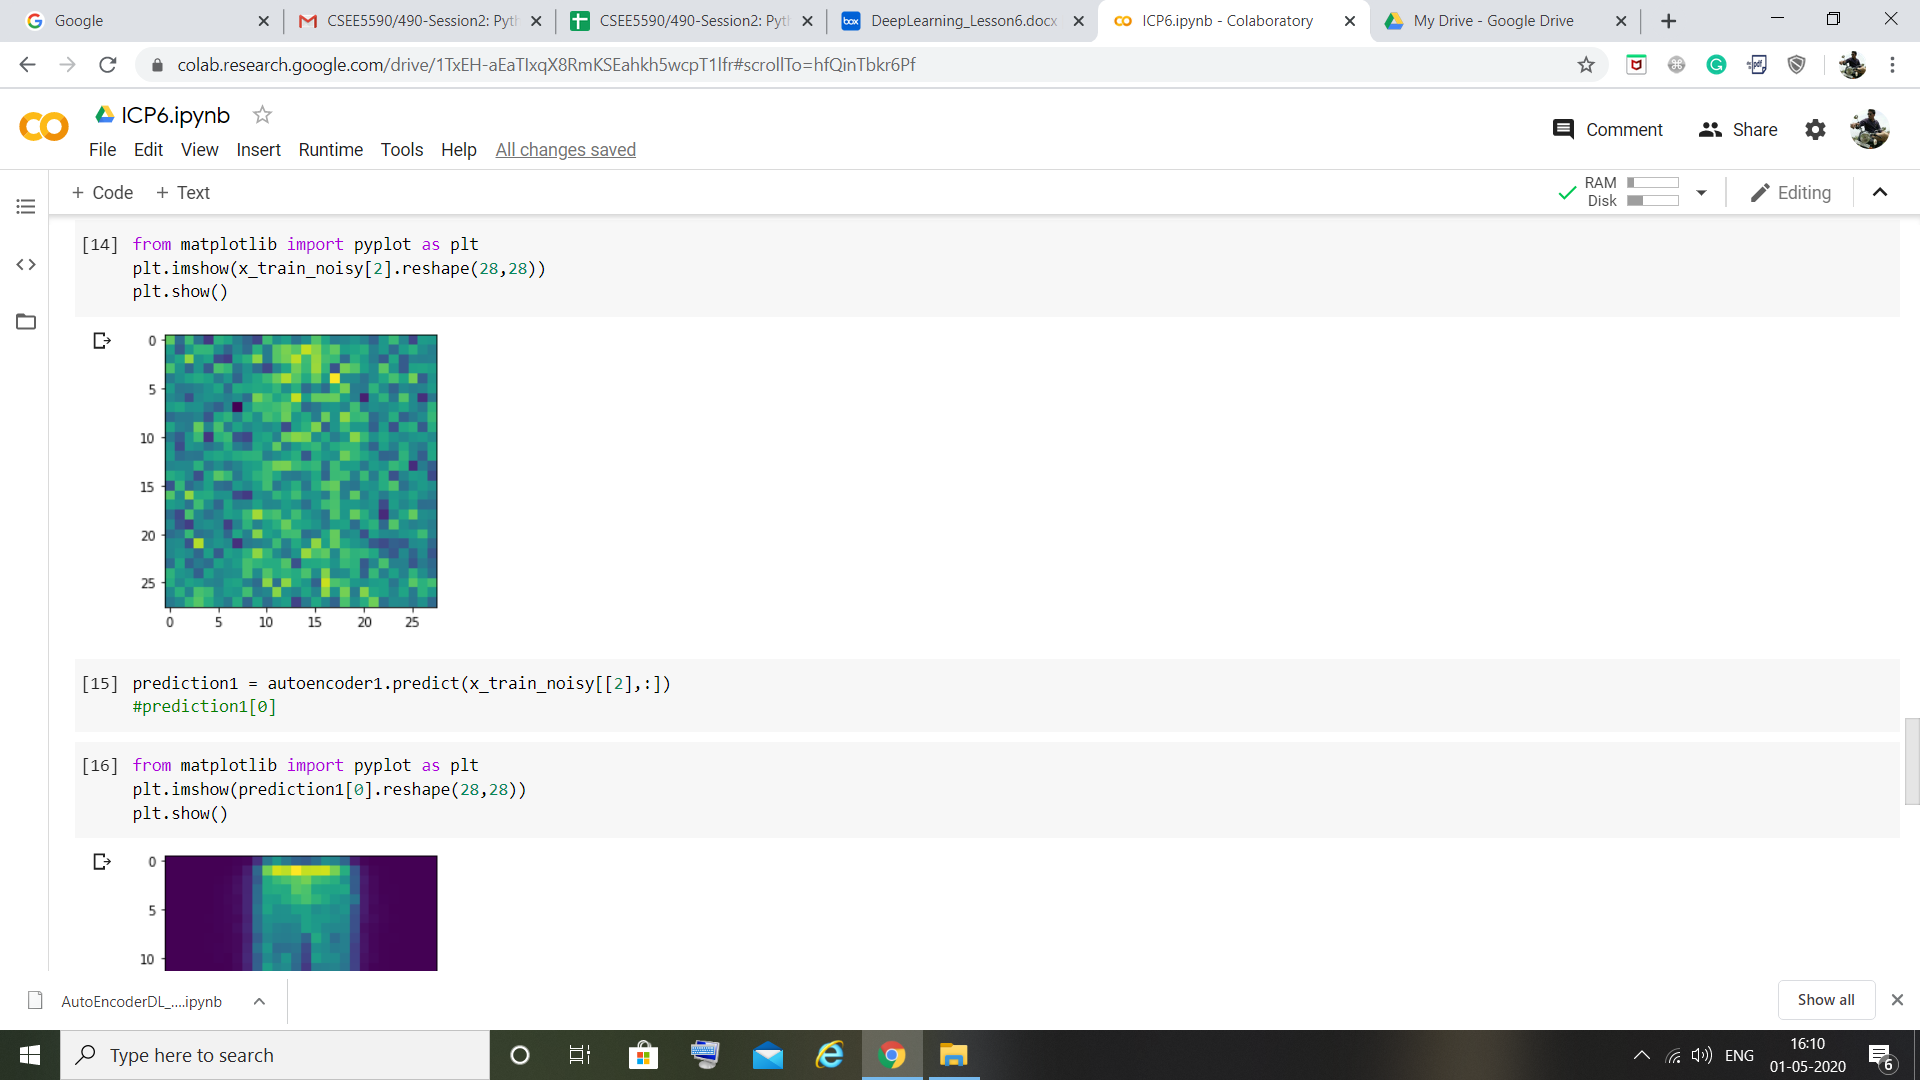 Google
CSEE5590/490-Session2: Pyth
CSEE5590/490-Session2: Pyth
box
DeepLearning_Lesson6.docx
ICP6.ipynb - Colaboratory
My Drive - Google Drive
colab.research.google.com/drive/1TxEH-aEaTIxqX8RmKSEahkh5wcpT1lfr#scrollTo=hfQinTbkr6Pf
ICP6.ipynb
Comment
Share
File Edit View Insert Runtime Tools Help All changes saved
+ Code + Text
RAM
Disk
Editing
[14] from matplotlib import pyplot as plt
plt.imshow(x_train_noisy[2].reshape(28,28))
plt.show()
0
5
10
15
20
25
0 5 10 15 20 25
[15] prediction1 = autoencoder1.predict(x_train_noisy[[2],:])
#prediction1[0]
[16] from matplotlib import pyplot as plt
plt.imshow(prediction1[0].reshape(28,28))
plt.show()
0
5
10
AutoEncoderDL_....ipynb
Show all
Type here to search
ENG
16:10
01-05-2020
6